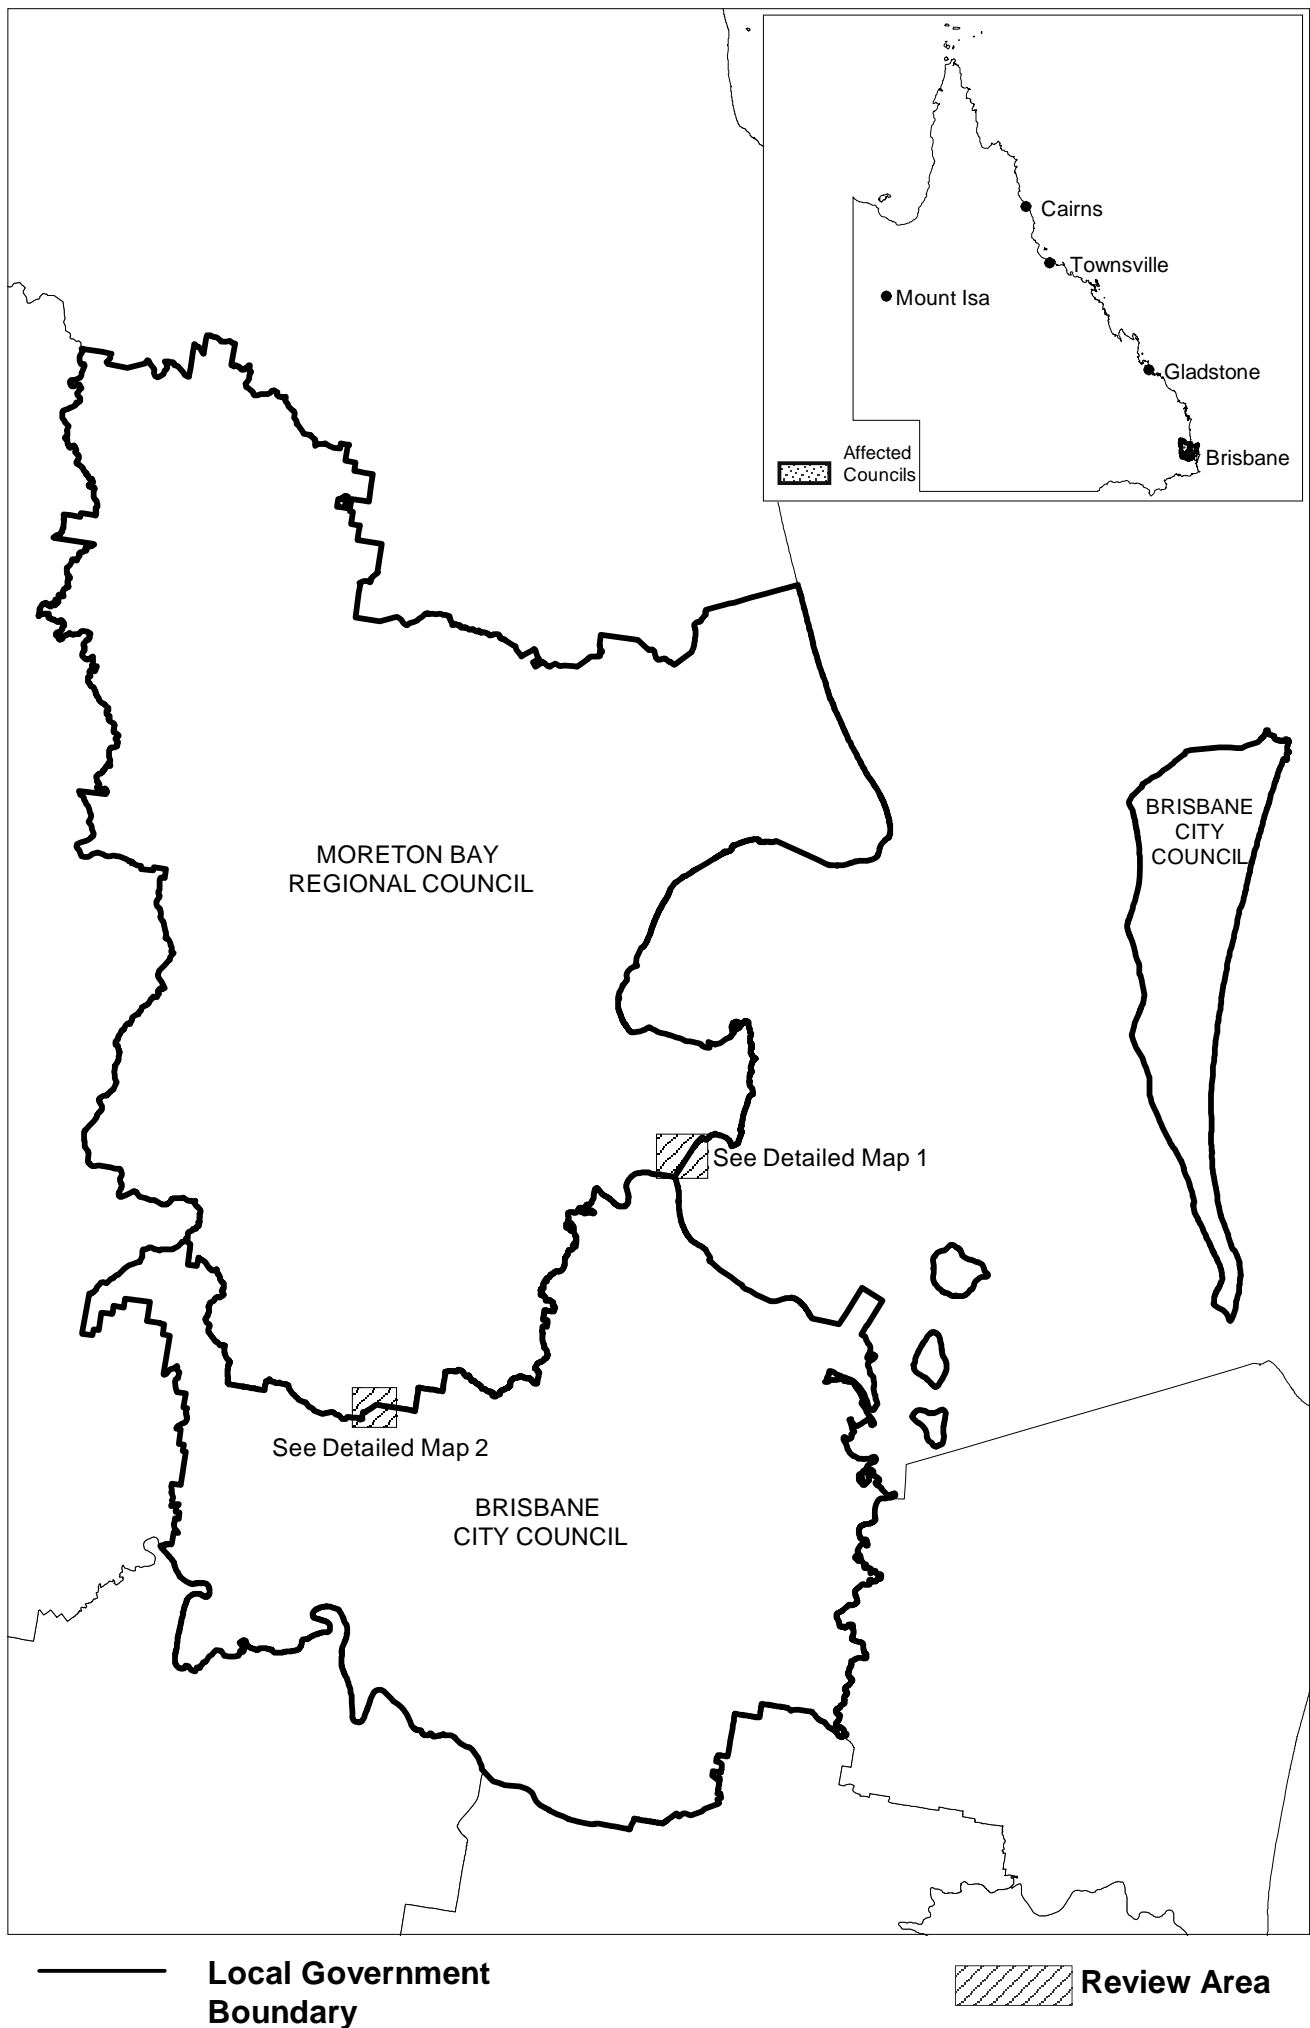 Cairns
Townsville
Mount Isa
Gladstone
Affected
Councils
Brisbane
BRISBANE
CITY
COUNCIL
MORETON BAY
REGIONAL COUNCIL
See Detailed Map 1
See Detailed Map 2
BRISBANE
CITY COUNCIL
Local Government
Boundary
Review Area